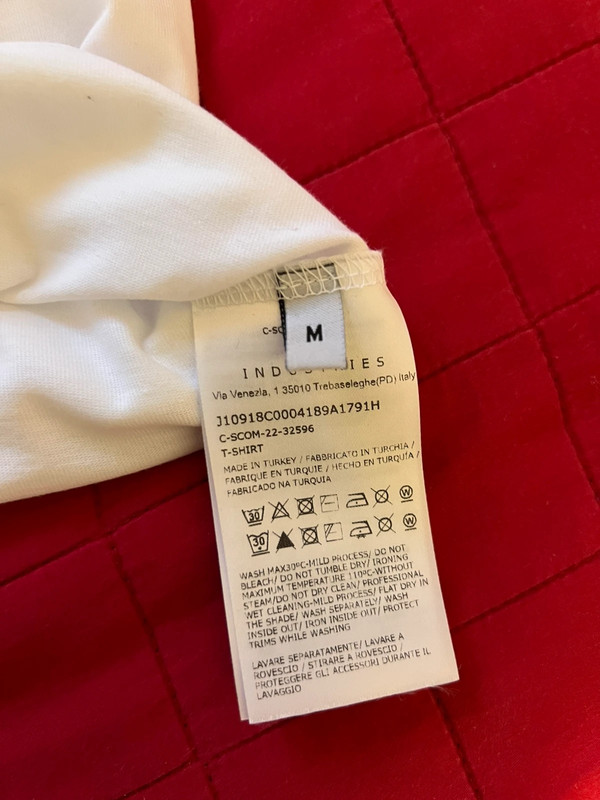 M
C-SC
INDUSTRIES
Via Venezia, 1 35010 Trebaseleghe(PD) Italy
J10918C0004189A1791H
C-SCOM-22-32596
T-SHIRT
MADE IN TURKEY / FABBRICATO IN TURCHIA /
FABRIQUE EN TURQUIE / HECHO EN TURQUÍA /
FABRICADO NA TURQUIA
30 W
30 W
WASH MAX30ºC-MILD PROCESS/ DO NOT
BLEACH/ DO NOT TUMBLE DRY/ IRONING
MAXIMUM TEMPERATURE 110ºC-WITHOUT
STEAM/DO NOT DRY CLEAN/ PROFESSIONAL
WET CLEANING-MILD PROCESS/ FLAT DRY IN
THE SHADE/ WASH SEPARATELY/ WASH
INSIDE OUT/ IRON INSIDE OUT/ PROTECT
TRIMS WHILE WASHING
LAVARE SEPARATAMENTE/ LAVARE A
ROVESCIO / STIRARE A ROVESCIO /
PROTEGGERE GLI ACCESSORI DURANTE IL
LAVAGGIO